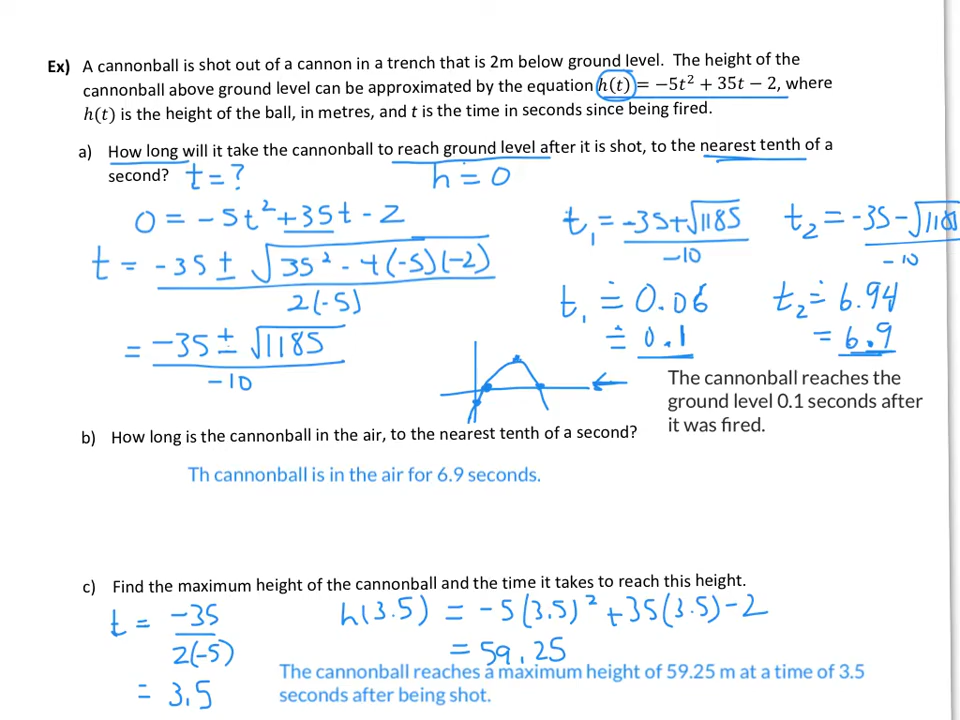 Ex) A cannonball is shot out of a cannon in a trench that is 2m below ground level. The height of the
cannonball above ground level can be approximated by the equation h(t) = −5t² + 35t − 2, where
h(t) is the height of the ball, in metres, and t is the time in seconds since being fired.
a) How long will it take the cannonball to reach ground level after it is shot, to the nearest tenth of a
second? t = ? h = 0
0 = -5t² + 35t - 2
t = -35 ± √35² - 4(-5)(-2)
2(-5)
= -35 ± √1185
-10
t₁ = -35+√1185
-10
t₁ ≐ 0.06
≐ 0.1
t₂ = -35-√118
-10
t₂ ≐ 6.94
= 6.9
The cannonball reaches the
ground level 0.1 seconds after
it was fired.
b) How long is the cannonball in the air, to the nearest tenth of a second?
Th cannonball is in the air for 6.9 seconds.
c) Find the maximum height of the cannonball and the time it takes to reach this height.
t = -35
2(-5)
= 3.5
h(3.5) = -5(3.5)² + 35(3.5) - 2
= 59.25
The cannonball reaches a maximum height of 59.25 m at a time of 3.5
seconds after being shot.